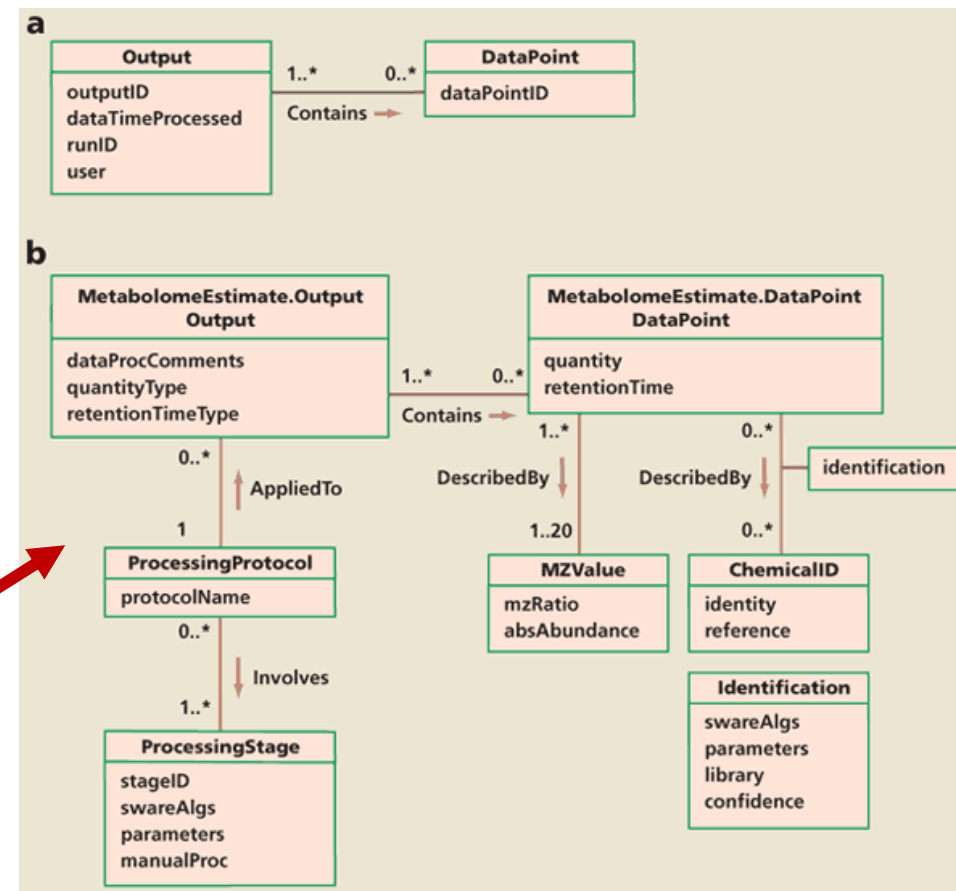 a
Output
outputID
dataTimeProcessed
runID
user
1..* 0..*
Contains
DataPoint
dataPointID
b
MetabolomeEstimate.Output
Output
dataProcComments
quantityType
retentionTimeType
1..* 0..*
Contains
MetabolomeEstimate.DataPoint
DataPoint
quantity
retentionTime
0..*
AppliedTo
1
ProcessingProtocol
protocolName
0..*
Involves
1..*
ProcessingStage
stageID
swareAlgs
parameters
manualProc
1..*
DescribedBy
1..20
MZValue
mzRatio
absAbundance
0..*
DescribedBy
0..*
identification
ChemicalID
identity
reference
Identification
swareAlgs
parameters
library
confidence